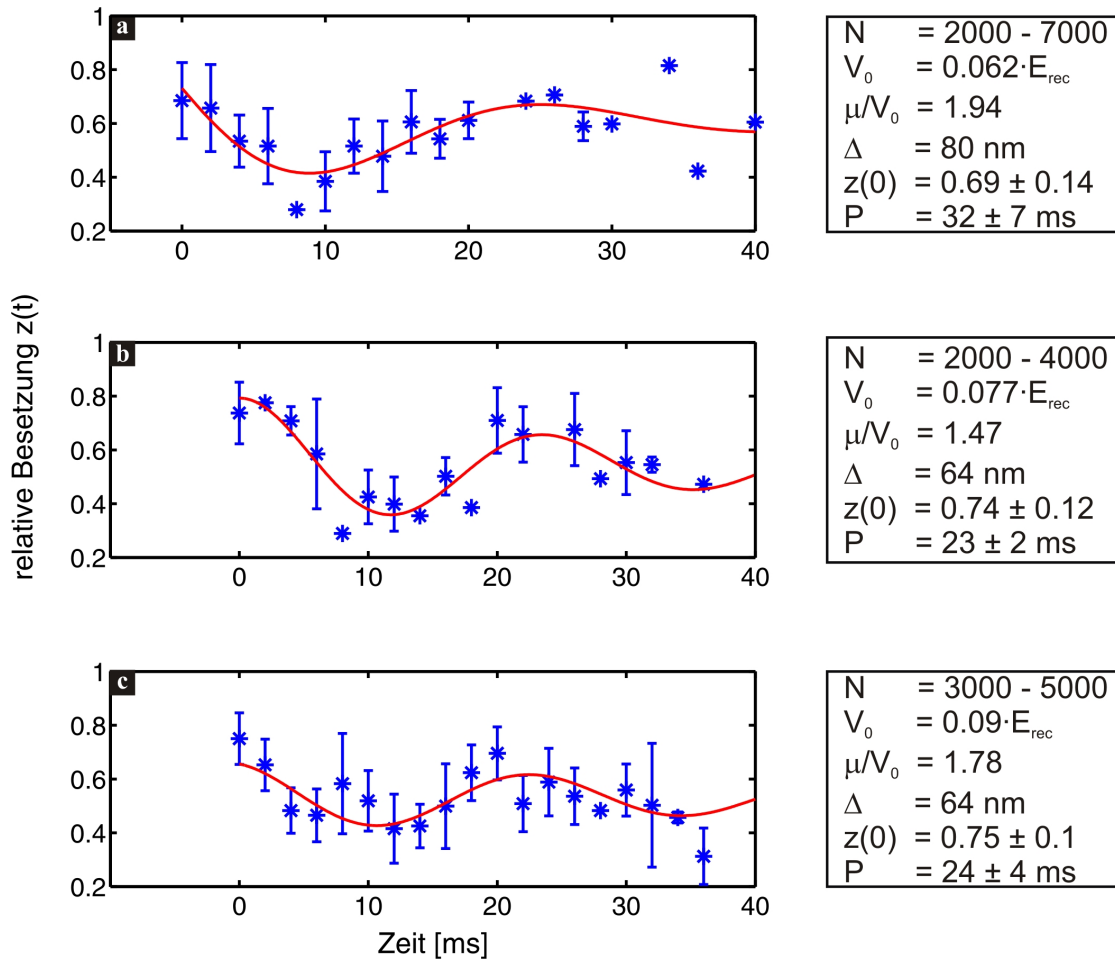 a
1
0.8
0.6
0.4
0.2
0 10 20 30 40
N = 2000 - 7000
V₀ = 0.062·Erec
μ/V₀ = 1.94
Δ = 80 nm
z(0) = 0.69 ± 0.14
P = 32 ± 7 ms
relative Besetzung z(t)
b
1
0.8
0.6
0.4
0.2
0 10 20 30 40
N = 2000 - 4000
V₀ = 0.077·Erec
μ/V₀ = 1.47
Δ = 64 nm
z(0) = 0.74 ± 0.12
P = 23 ± 2 ms
c
1
0.8
0.6
0.4
0.2
0 10 20 30 40
Zeit [ms]
N = 3000 - 5000
V₀ = 0.09·Erec
μ/V₀ = 1.78
Δ = 64 nm
z(0) = 0.75 ± 0.1
P = 24 ± 4 ms